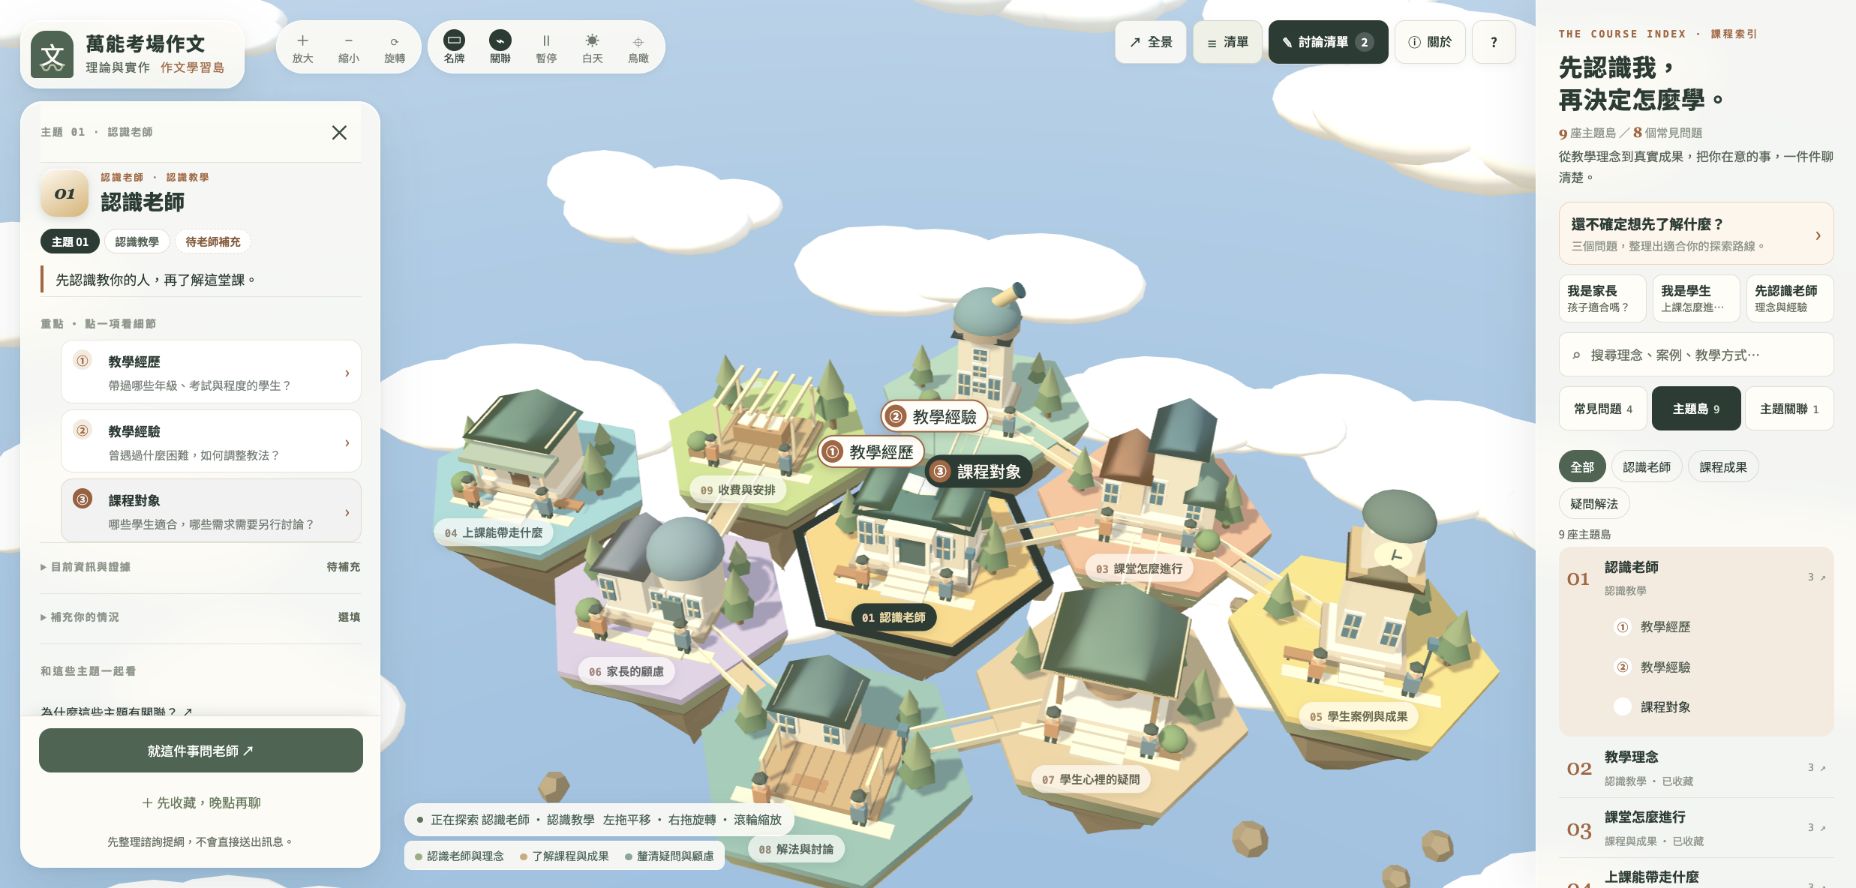 文
萬能考場作文
理論與實作 作文學習島
放大
縮小
旋轉
名牌
關聯
暫停
白天
鳥瞰
↗ 全景
≡ 清單
討論清單 2
ⓘ 關於
?
主題 01 · 認識老師
01
認識老師 · 認識教學
認識老師
主題 01
認識教學
待老師補充
先認識教你的人，再了解這堂課。
重點 · 點一項看細節
① 教學經歷 ›
帶過哪些年級、考試與程度的學生？
② 教學經驗 ›
曾遇過什麼困難，如何調整教法？
③ 課程對象 ›
哪些學生適合，哪些需求需要另行討論？
▸ 目前資訊與證據 待補充
▸ 補充你的情況 選填
和這些主題一起看
為什麼這些主題有關聯？ ↗
就這件事問老師 ↗
＋ 先收藏，晚點再聊
先整理諮詢提綱，不會直接送出訊息。
② 教學經驗
① 教學經歷
③ 課程對象
09 收費與安排
04 上課能帶走什麼
03 課堂怎麼進行
01 認識老師
06 家長的顧慮
05 學生案例與成果
07 學生心裡的疑問
08 解法與討論
正在探索 認識老師 · 認識教學 左拖平移 · 右拖旋轉 · 滾輪縮放
認識老師與理念
了解課程與成果
釐清疑問與顧慮
THE COURSE INDEX · 課程索引
先認識我，
再決定怎麼學。
9 座主題島 ／ 8 個常見問題
從教學理念到真實成果，把你在意的事，一件件聊
清楚。
還不確定想先了解什麼？ ›
三個問題，整理出適合你的探索路線。
我是家長
孩子適合嗎？
我是學生
上課怎麼進…
先認識老師
理念與經驗
搜尋理念、案例、教學方式…
常見問題 4
主題島 9
主題關聯 1
全部
認識老師
課程成果
疑問解法
9 座主題島
01 認識老師 3 ↗
認識教學
① 教學經歷
② 教學經驗
課程對象
02 教學理念 3 ↗
認識教學 · 已收藏
03 課堂怎麼進行 3 ↗
課程與成果 · 已收藏
上課能帶走什麼